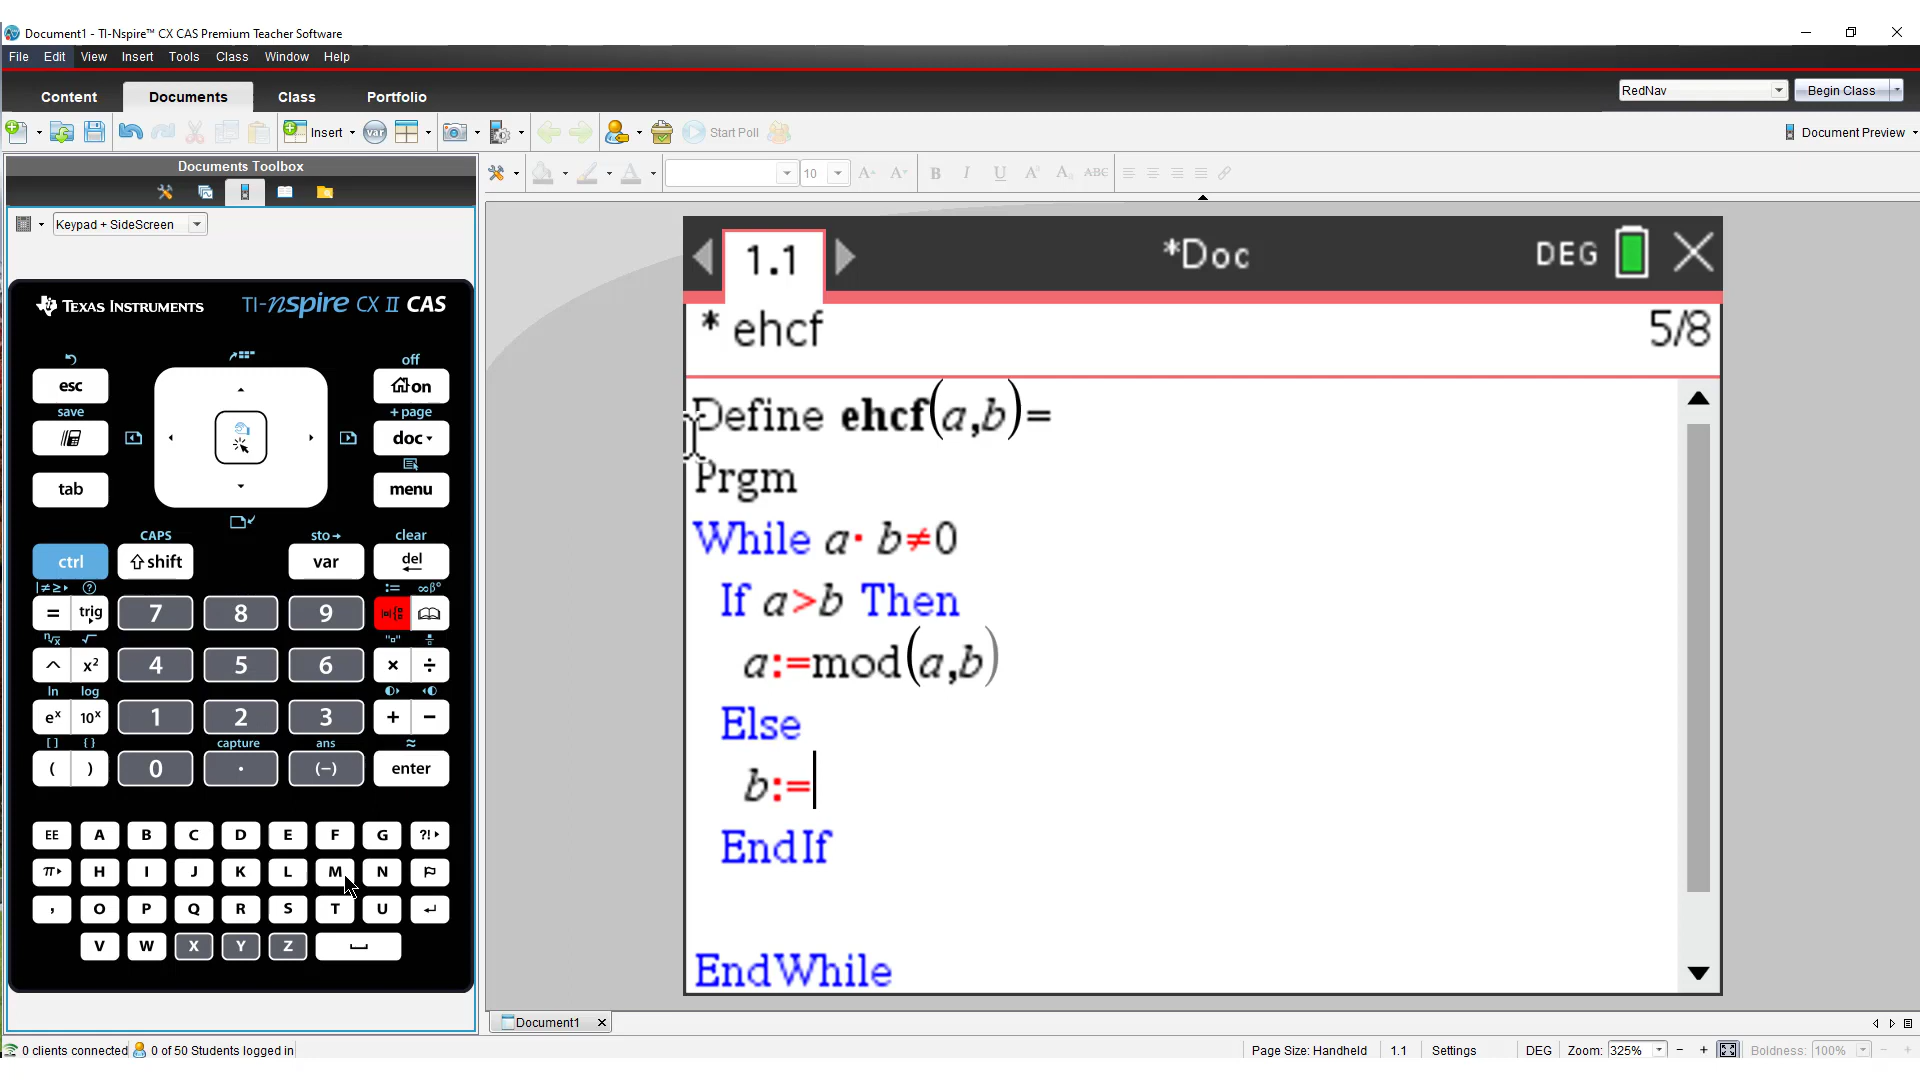 Document1 - TI-Nspire™ CX CAS Premium Teacher Software
File Edit View Insert Tools Class Window Help
Content Documents Class Portfolio
RedNav Begin Class
Insert var Start Poll Document Preview
Documents Toolbox
10 B I U A A ABC
Keypad + SideScreen
1.1 *Doc DEG
* ehcf 5/8
Define ehcf(a,b)=
Prgm
While a· b≠0
If a>b Then
a:=mod(a,b)
Else
b:=
EndIf
EndWhile
TEXAS INSTRUMENTS TI-nspire CX II CAS
off
esc on
save + page
doc
tab menu
CAPS sto→ clear
ctrl shift var del
|≠≥▸ ? := ∞β°
= trig 7 8 9
ⁿ√x √ "▫"
^ x² 4 5 6 × ÷
ln log
eˣ 10ˣ 1 2 3 + −
[ ] { } capture ans ≈
( ) 0 . (−) enter
EE A B C D E F G ?!▸
π▸ H I J K L M N
, O P Q R S T U
V W X Y Z
Document1
0 clients connected 0 of 50 Students logged in Page Size: Handheld 1.1 Settings DEG Zoom: 325% − + Boldness: 100% − +